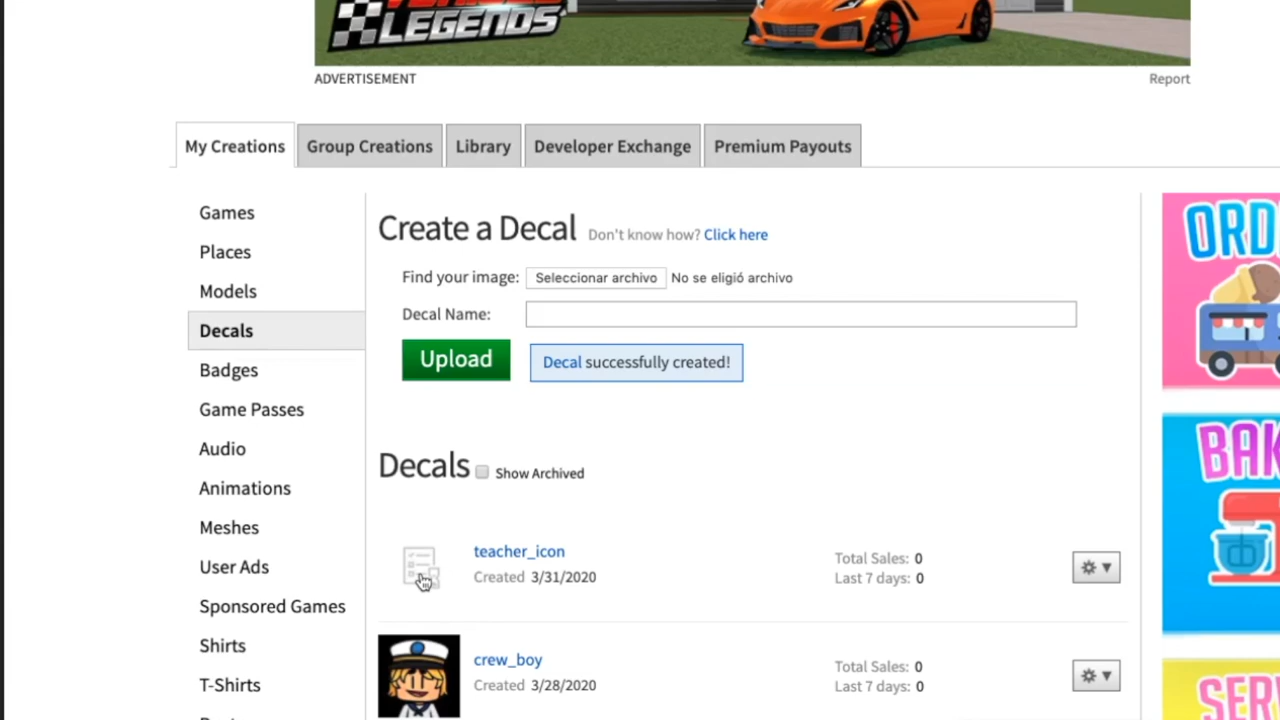 LEGENDS
ADVERTISEMENT
Report
My Creations
Group Creations
Library
Developer Exchange
Premium Payouts
Games
Places
Models
Decals
Badges
Game Passes
Audio
Animations
Meshes
User Ads
Sponsored Games
Shirts
T-Shirts
Create a Decal Don't know how? Click here
Find your image: Seleccionar archivo No se eligió archivo
Decal Name:
Upload Decal successfully created!
Decals Show Archived
teacher_icon
Created 3/31/2020
Total Sales: 0
Last 7 days: 0
crew_boy
Created 3/28/2020
Total Sales: 0
Last 7 days: 0
ORD
BAK
SER